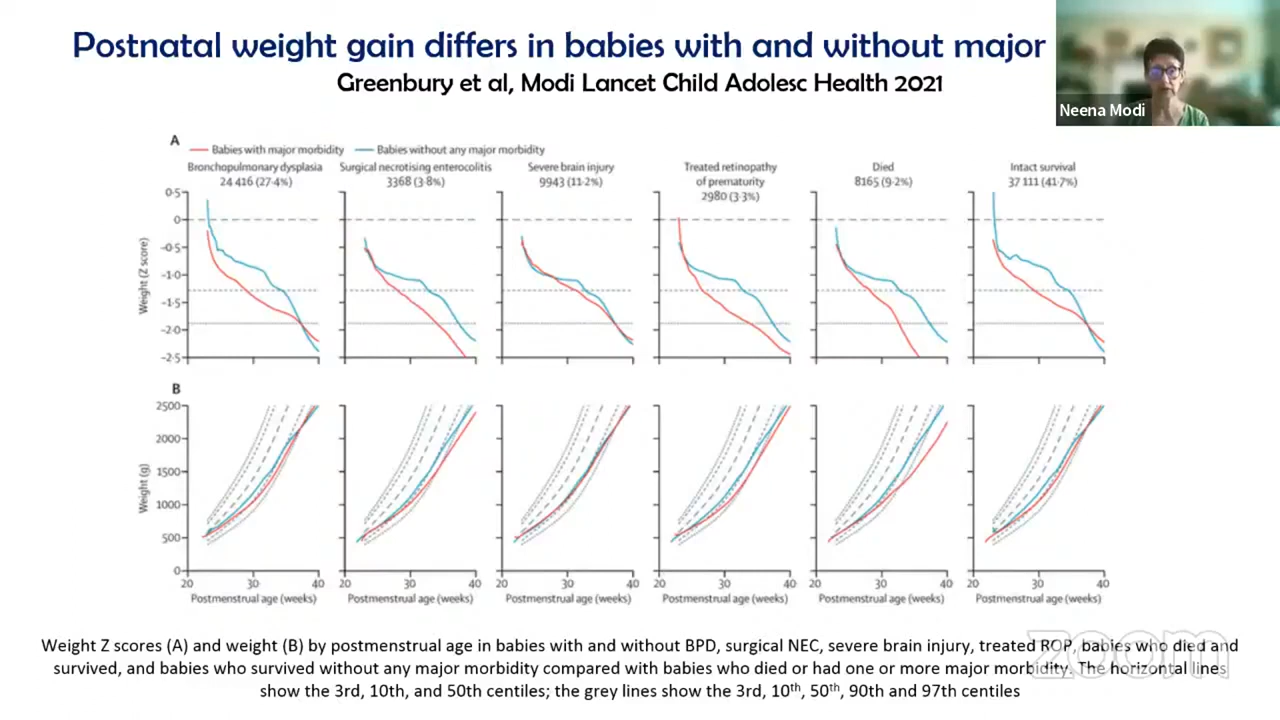 Postnatal weight gain differs in babies with and without major
Greenbury et al, Modi Lancet Child Adolesc Health 2021
Neena Modi
A
Babies with major morbidity Babies without any major morbidity
Bronchopulmonary dysplasia
24 416 (27·4%)
Surgical necrotising enterocolitis
3368 (3·8%)
Severe brain injury
9943 (11·2%)
Treated retinopathy
of prematurity
2980 (3·3%)
Died
8165 (9·2%)
Intact survival
37 111 (41·7%)
Weight (Z score)
0·5
0
-0·5
-1·0
-1·5
-2·0
-2·5
B
Weight (g)
2500
2000
1500
1000
500
0
20 30 40 20 30 40 20 30 40 20 30 40 20 30 40 20 30 40
Postmenstrual age (weeks) Postmenstrual age (weeks) Postmenstrual age (weeks) Postmenstrual age (weeks) Postmenstrual age (weeks) Postmenstrual age (weeks)
Weight Z scores (A) and weight (B) by postmenstrual age in babies with and without BPD, surgical NEC, severe brain injury, treated ROP, babies who died and
survived, and babies who survived without any major morbidity compared with babies who died or had one or more major morbidity. The horizontal lines
show the 3rd, 10th, and 50th centiles; the grey lines show the 3rd, 10th, 50th, 90th and 97th centiles
zoom